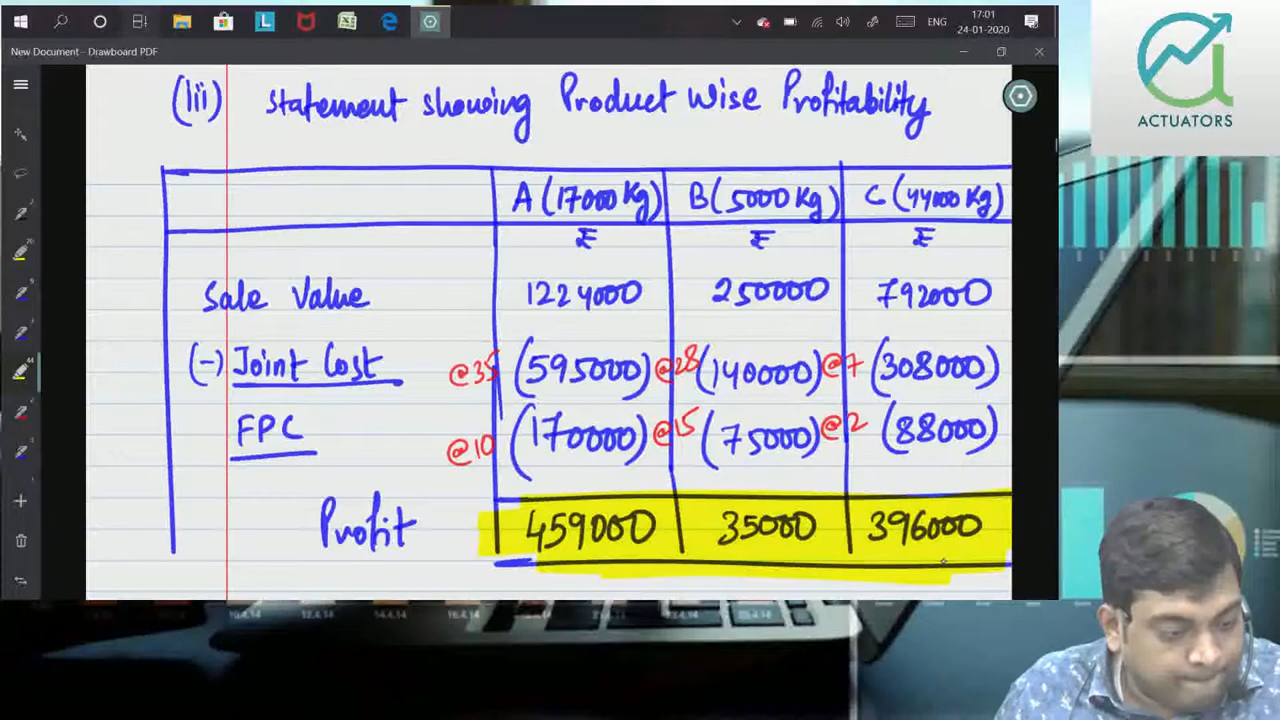 ENG
17:01
24-01-2020
New Document - Drawboard PDF
ACTUATORS
(iii) Statement showing Product Wise Profitability
A (17000 Kg) B (5000 Kg) C (44000 Kg)
Sale Value 1224000 250000 792000
(-) Joint Cost @35 (595000) @28 (140000) @7 (308000)
FPC @10 (170000) @15 (75000) @2 (88000)
Profit 459000 35000 396000